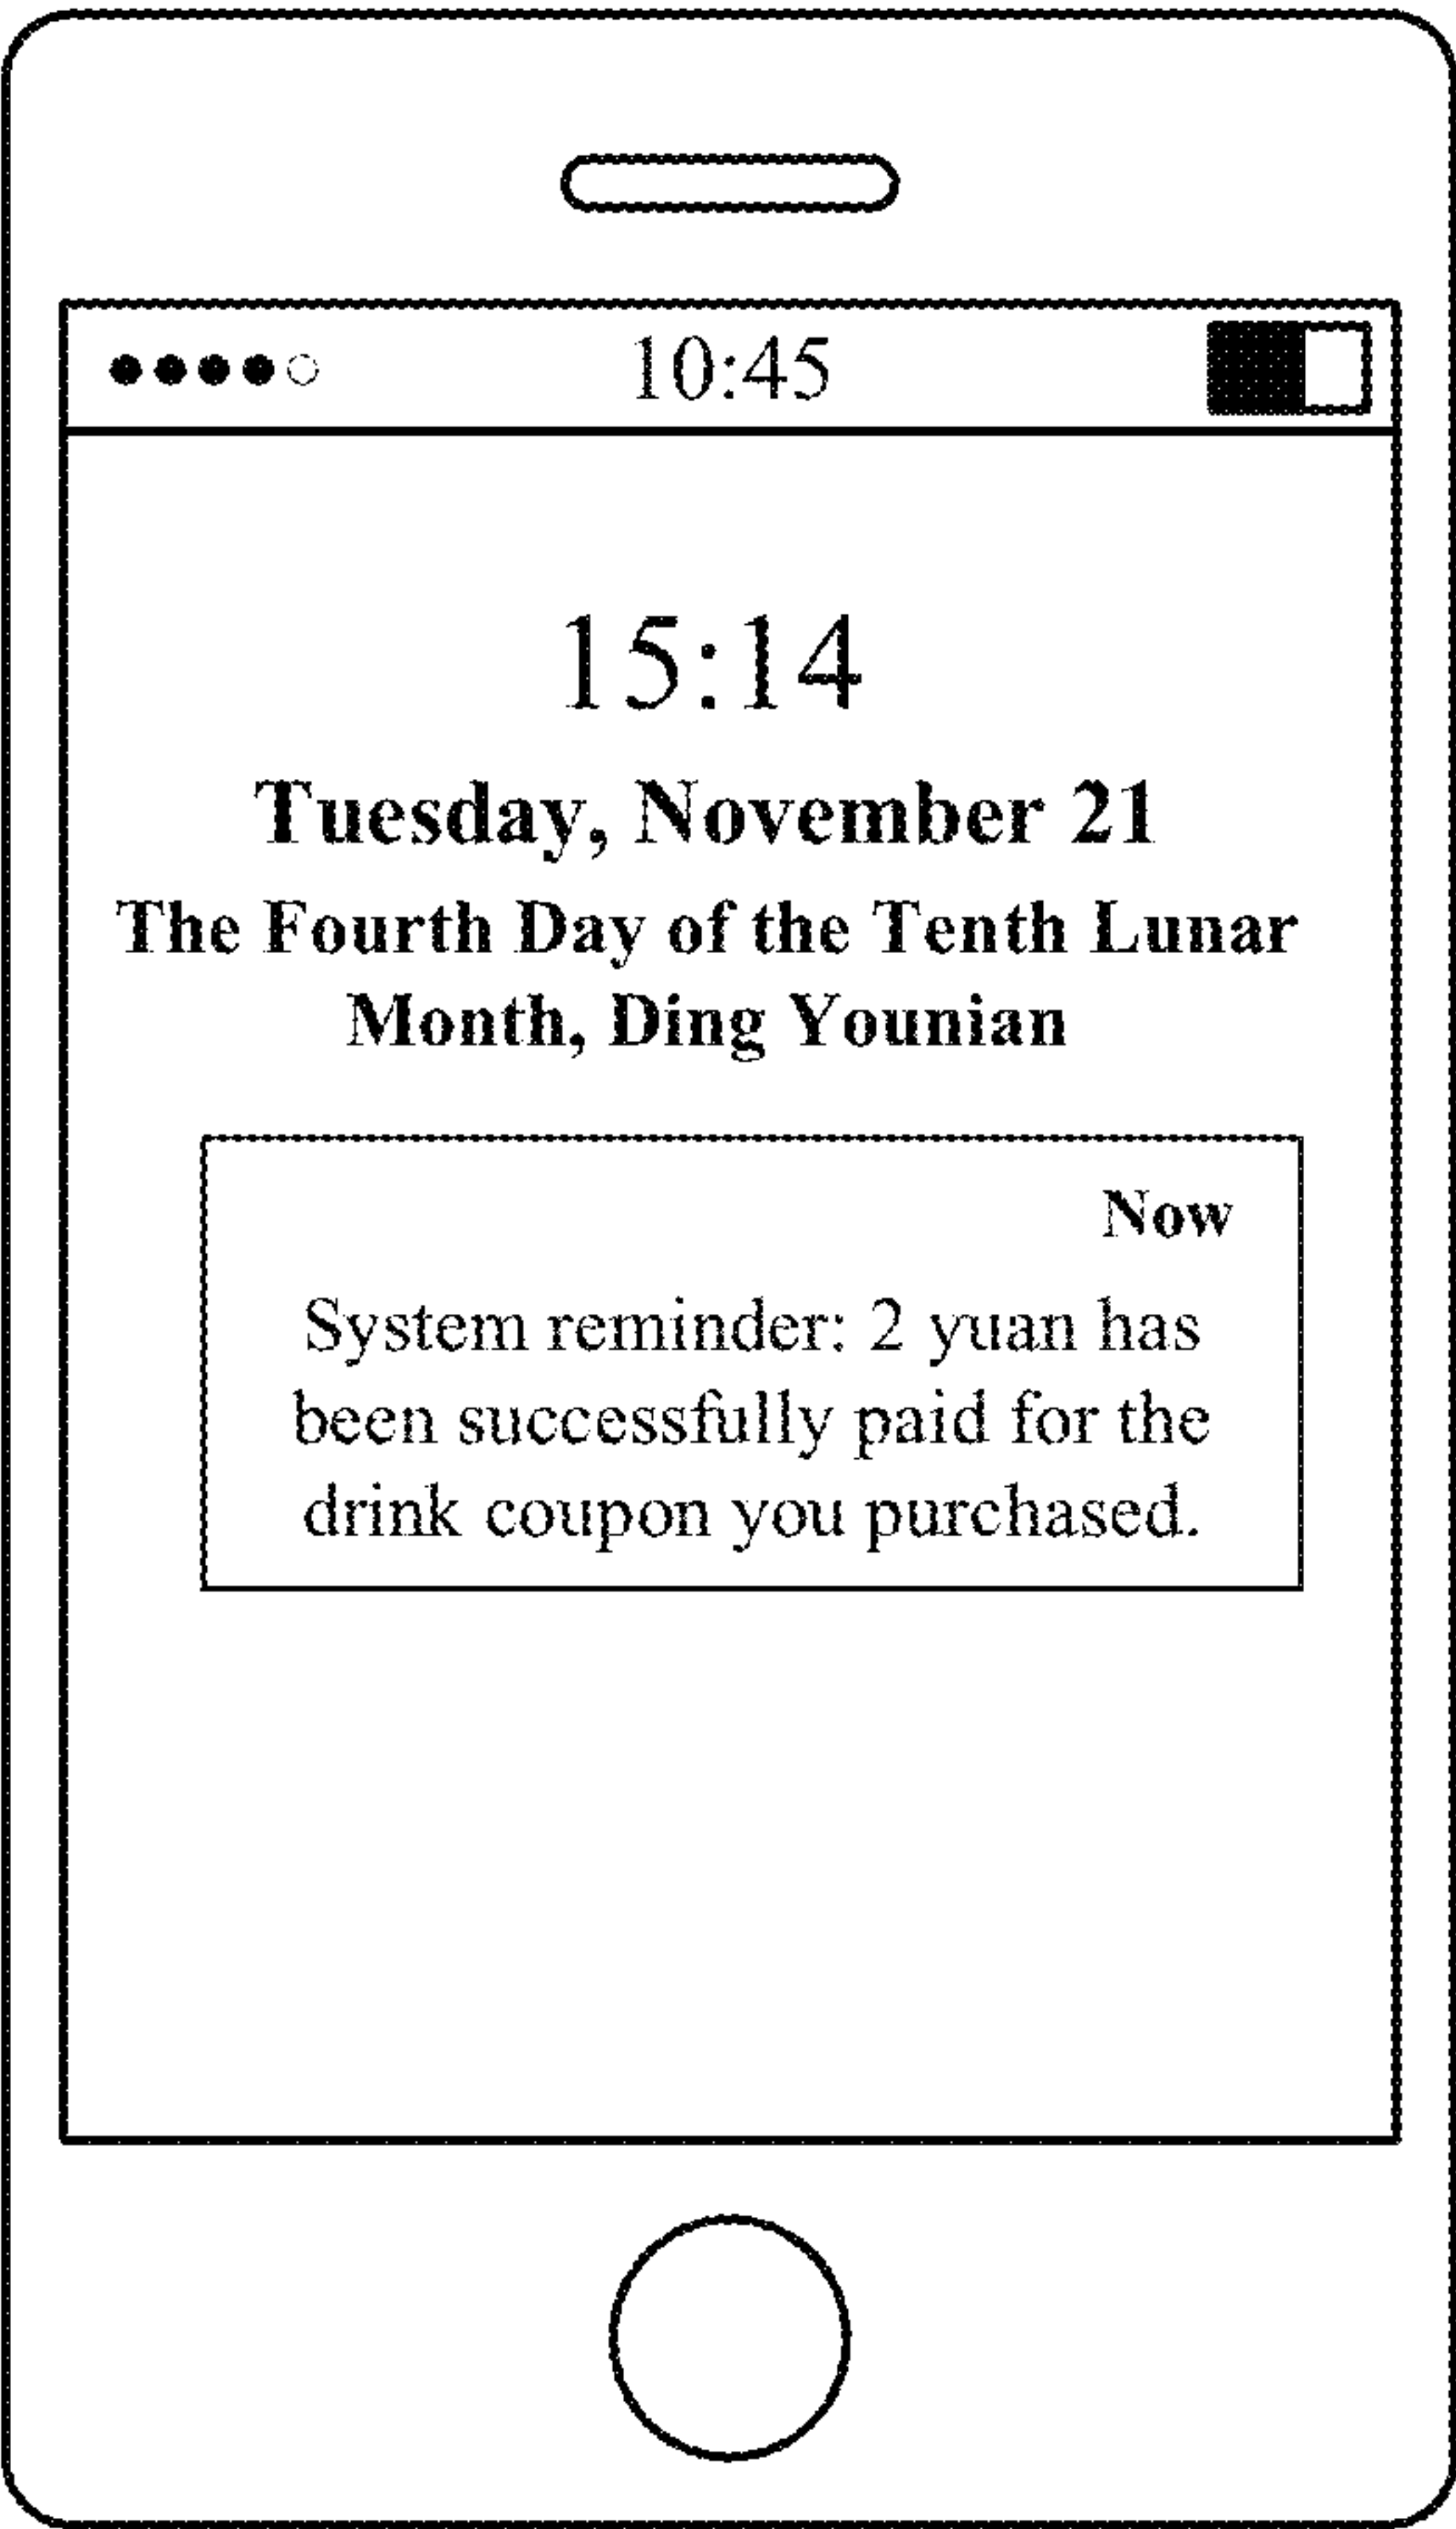 10:45
15:14
Tuesday, November 21
The Fourth Day of the Tenth Lunar
Month, Ding Younian
Now
System reminder: 2 yuan has
been successfully paid for the
drink coupon you purchased.